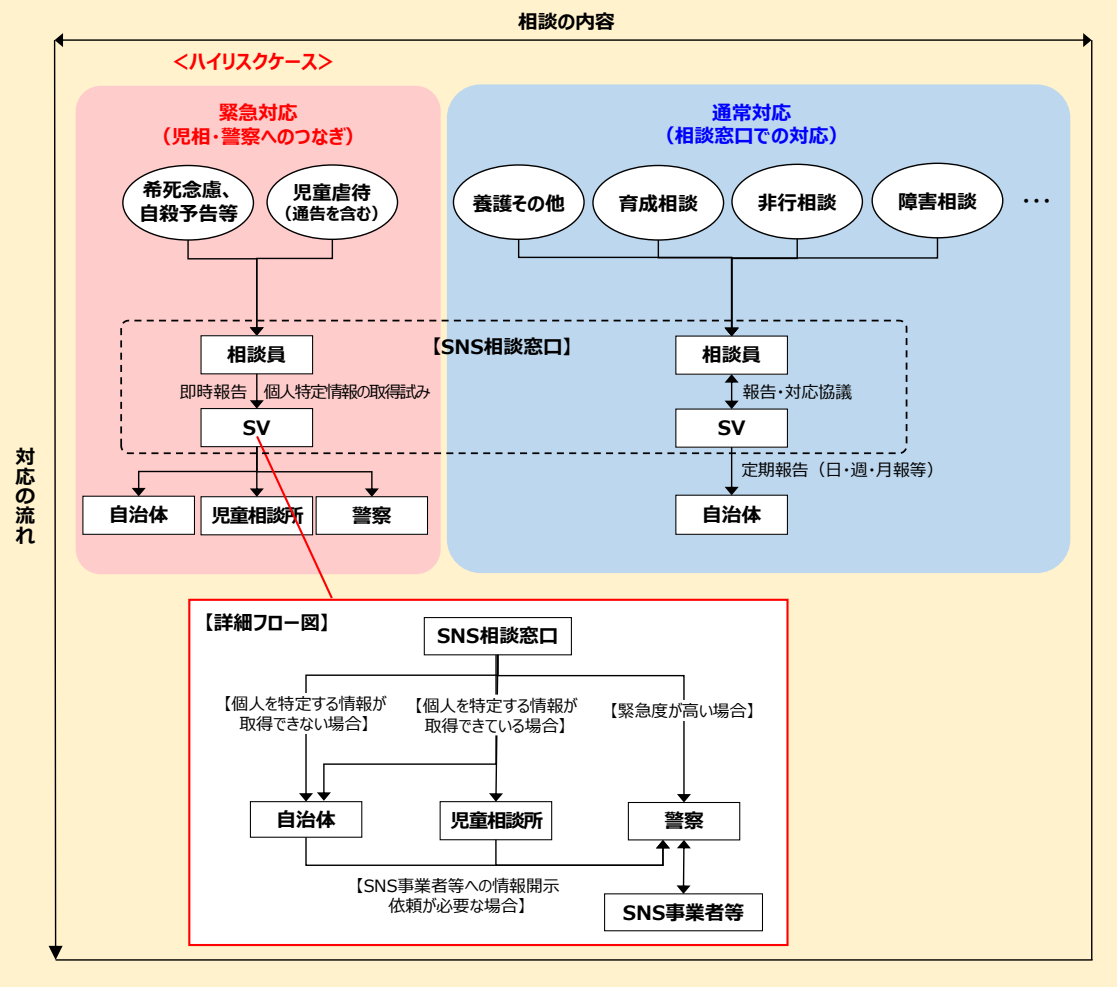 相談の内容
＜ハイリスクケース＞
緊急対応
（児相・警察へのつなぎ）
通常対応
（相談窓口での対応）
希死念慮、
自殺予告等
児童虐待
（通告を含む）
養護その他
育成相談
非行相談
障害相談
…
【SNS相談窓口】
相談員
相談員
即時報告
個人特定情報の取得試み
報告・対応協議
SV
SV
定期報告（日・週・月報等）
自治体
児童相談所
警察
自治体
対応の流れ
【詳細フロー図】
SNS相談窓口
【個人を特定する情報が
取得できない場合】
【個人を特定する情報が
取得できている場合】
【緊急度が高い場合】
自治体
児童相談所
警察
【SNS事業者等への情報開示
依頼が必要な場合】
SNS事業者等